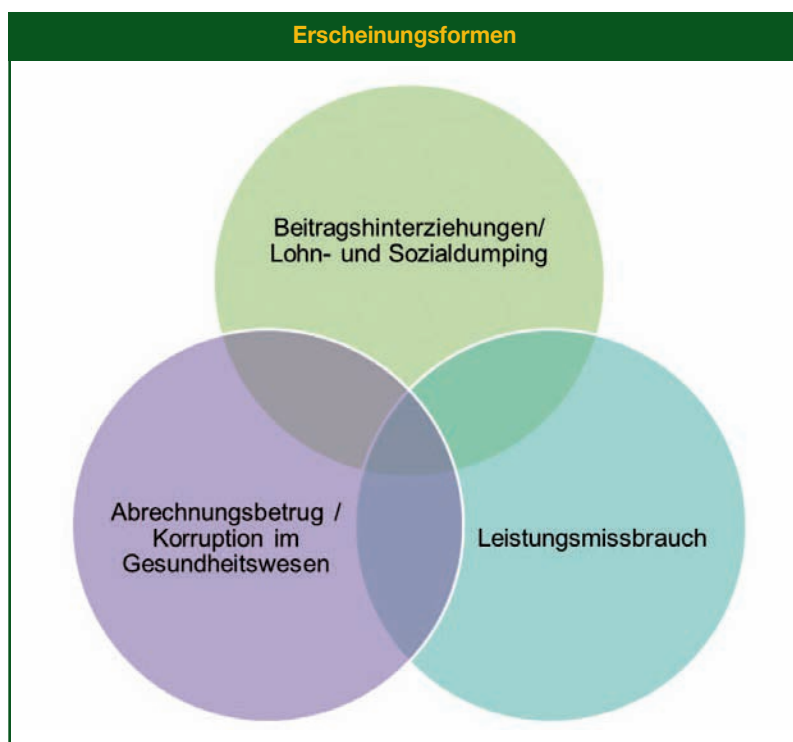 Erscheinungsformen
Beitragshinterziehungen/
Lohn- und Sozialdumping
Abrechnungsbetrug /
Korruption im
Gesundheitswesen
Leistungsmissbrauch